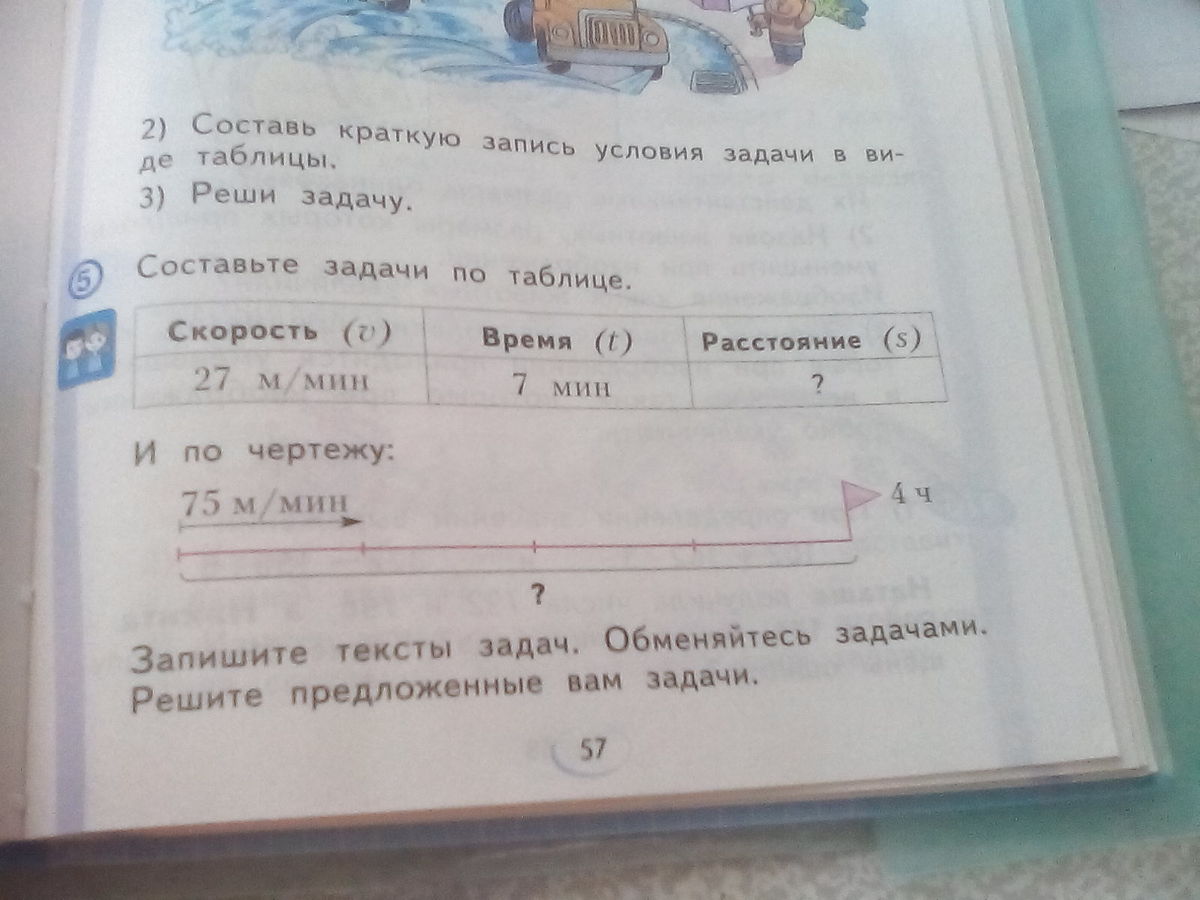 2) Составь краткую запись условия задачи в ви-
де таблицы.
3) Реши задачу.
5 Составьте задачи по таблице.
Скорость (v) Время (t) Расстояние (s)
27 м/мин 7 мин ?
И по чертежу:
75 м/мин 4 ч
?
Запишите тексты задач. Обменяйтесь задачами.
Решите предложенные вам задачи.
57